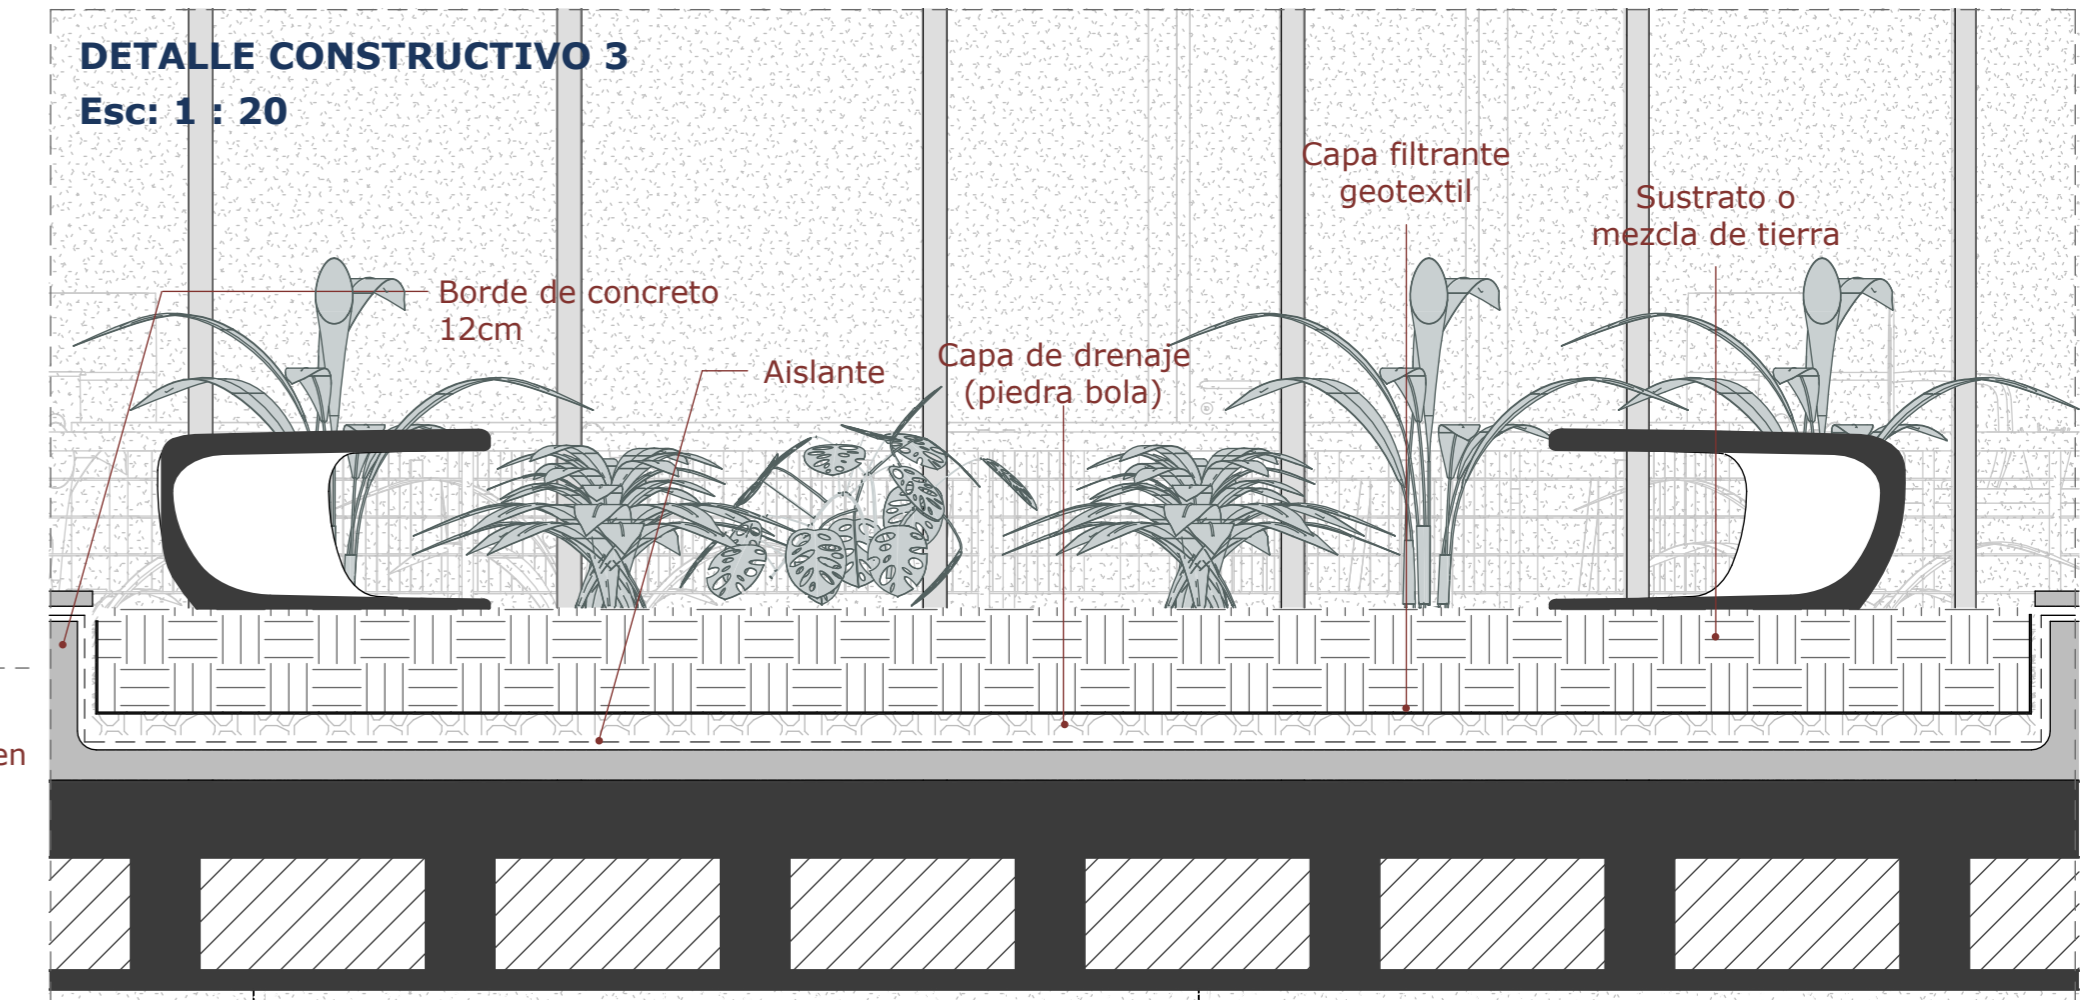 DETALLE CONSTRUCTIVO 3
Esc: 1 : 20
Capa filtrante
geotextil
Sustrato o
mezcla de tierra
Borde de concreto
12cm
Aislante
Capa de drenaje
(piedra bola)
en